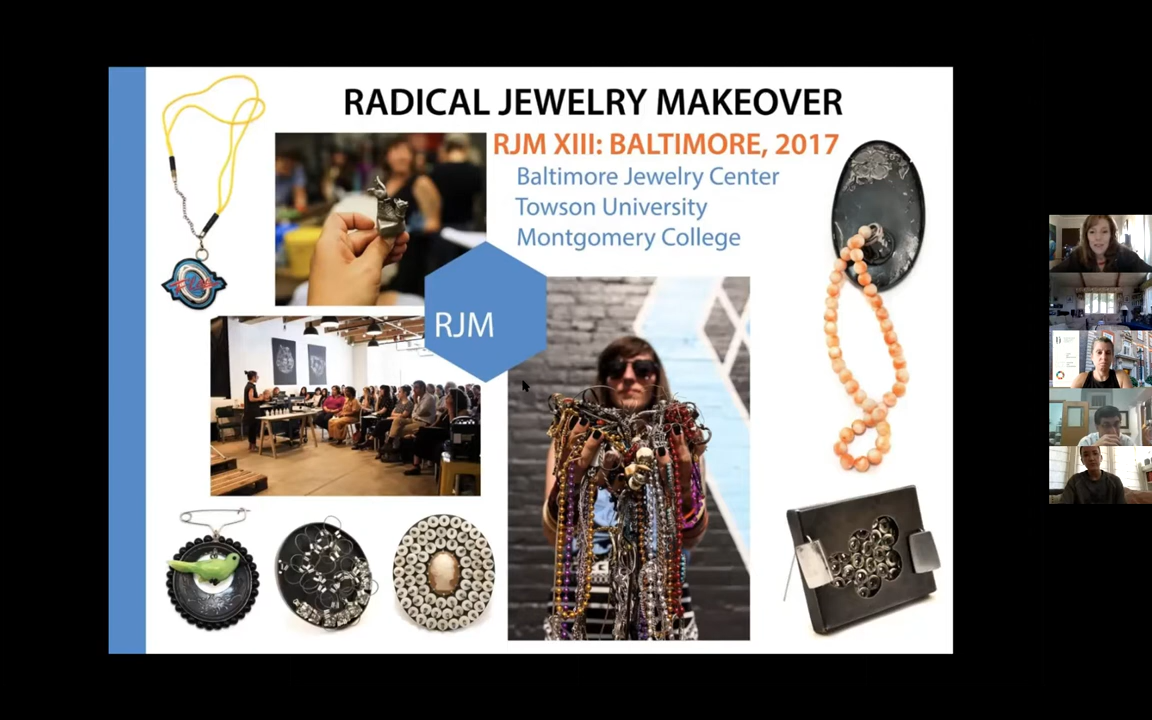 RADICAL JEWELRY MAKEOVER
RJM XIII: BALTIMORE, 2017
Baltimore Jewelry Center
Towson University
Montgomery College
RJM